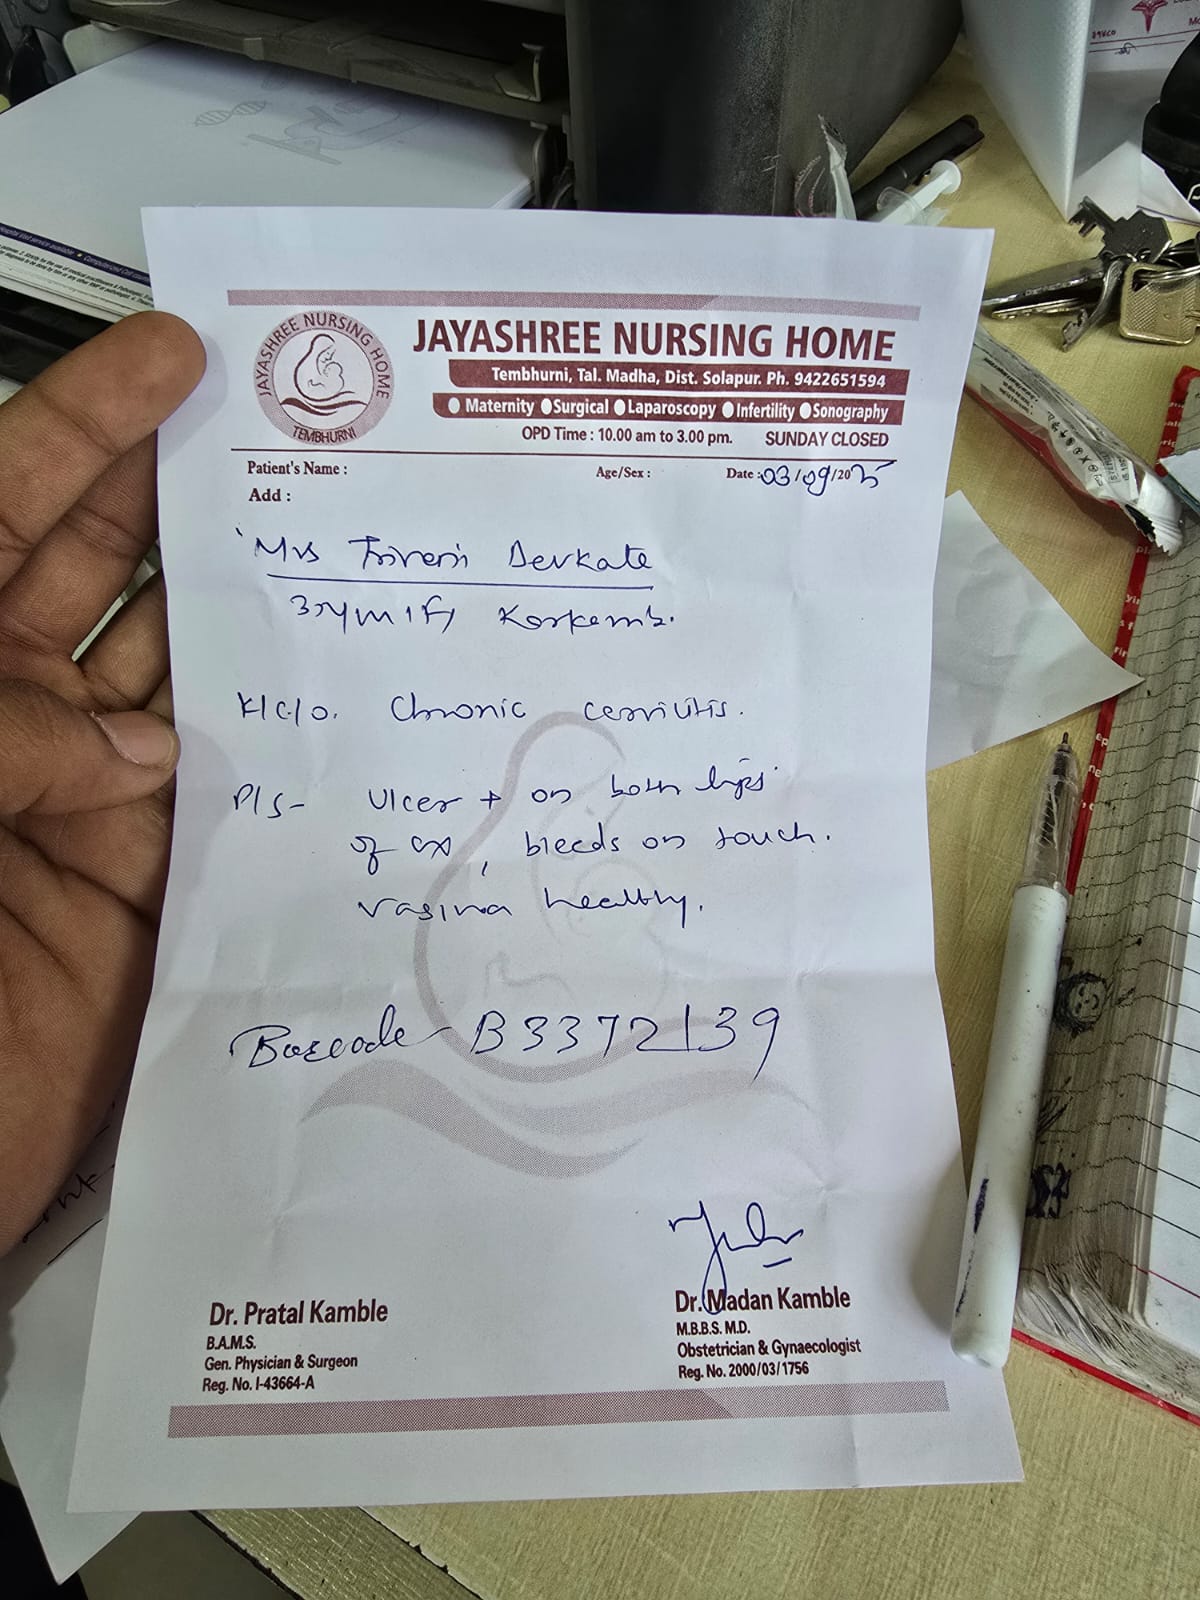 JAYASHREE NURSING HOME
TEMBHURNI
JAYASHREE NURSING HOME
Tembhurni, Tal. Madha, Dist. Solapur. Ph. 9422651594
Maternity Surgical Laparoscopy Infertility Sonography
OPD Time : 10.00 am to 3.00 pm. SUNDAY CLOSED
Patient's Name : Age/Sex : Date : 03/09/2025
Add :
Mrs Triveni Devkate
K/C/O. Chronic cervicitis.
P/S- Ulcer + on both lips
of cx, bleeds on touch.
vagina healthy.
Barcode - B3372139
Dr. Pratal Kamble
B.A.M.S.
Gen. Physician & Surgeon
Reg. No. I-43664-A
Dr. Madan Kamble
M.B.B.S. M.D.
Obstetrician & Gynaecologist
Reg. No. 2000/03/1756